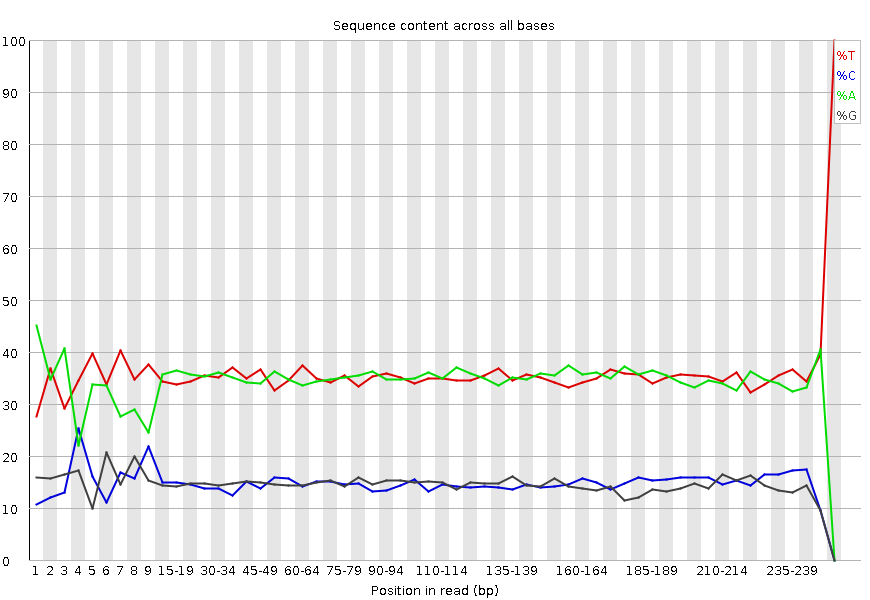 Sequence content across all bases
100
90
80
70
60
50
40
30
20
10
0
%T
%C
%A
%G
1 2 3 4 5 6 7 8 9 15-19 30-34 45-49 60-64 75-79 90-94 110-114 135-139 160-164 185-189 210-214 235-239
Position in read (bp)